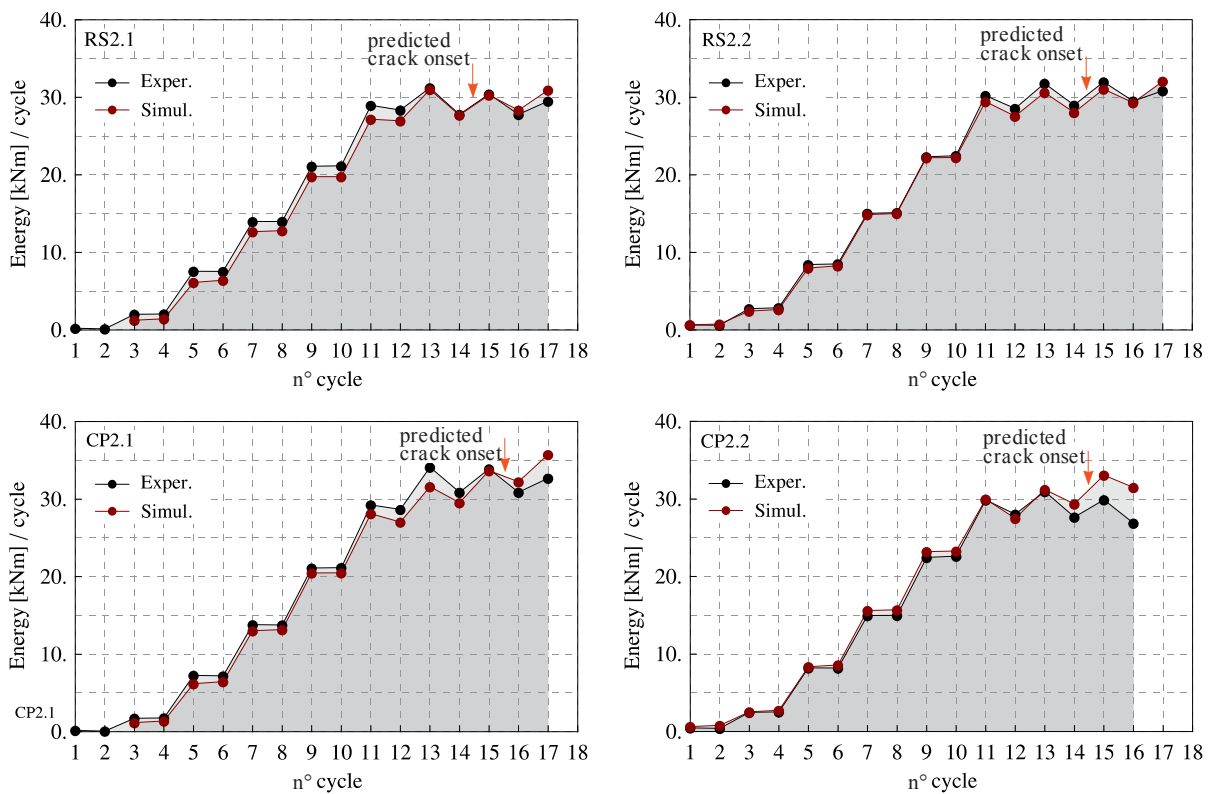 RS2.1
predicted
crack onset
Exper.
Simul.
Energy [kNm] / cycle
40.
30.
20.
10.
0.
1 2 3 4 5 6 7 8 9 10 11 12 13 14 15 16 17 18
n° cycle
RS2.2
predicted
crack onset
Exper.
Simul.
Energy [kNm] / cycle
40.
30.
20.
10.
0.
1 2 3 4 5 6 7 8 9 10 11 12 13 14 15 16 17 18
n° cycle
CP2.1
predicted
crack onset
Exper.
Simul.
Energy [kNm] / cycle
40.
30.
20.
10.
CP2.1
0.
1 2 3 4 5 6 7 8 9 10 11 12 13 14 15 16 17 18
n° cycle
CP2.2
predicted
crack onset
Exper.
Simul.
Energy [kNm] / cycle
40.
30.
20.
10.
0.
1 2 3 4 5 6 7 8 9 10 11 12 13 14 15 16 17 18
n° cycle